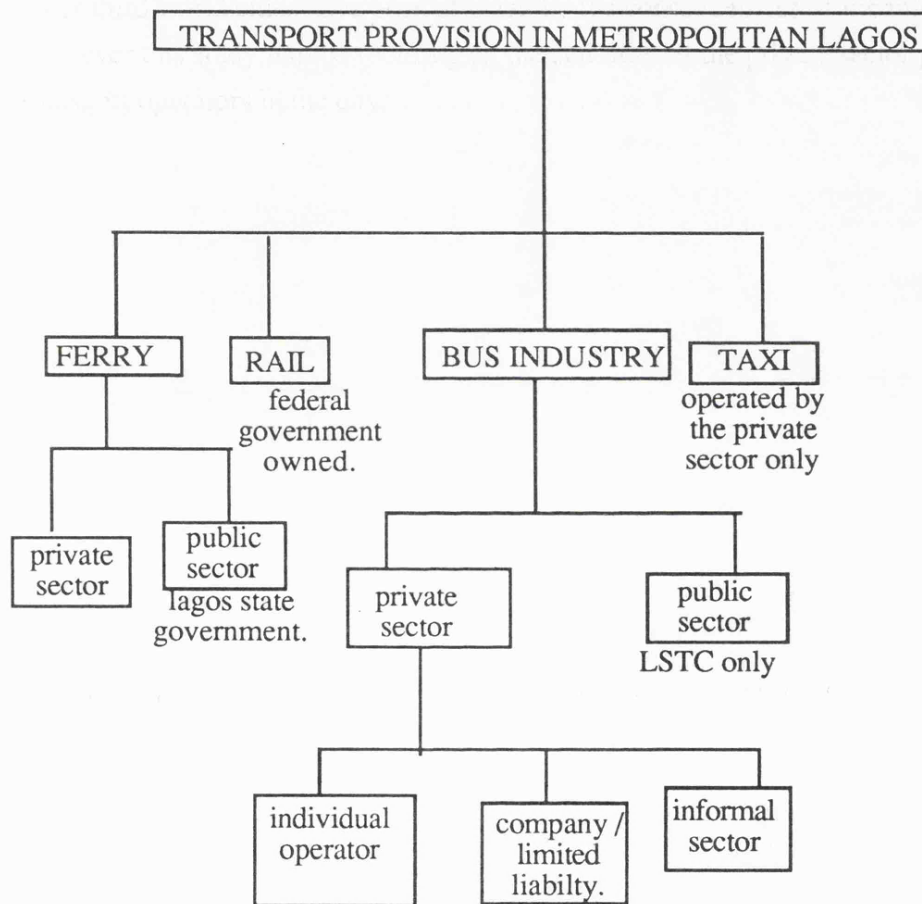 TRANSPORT PROVISION IN METROPOLITAN LAGOS
FERRY
RAIL
federal
government
owned.
BUS INDUSTRY
TAXI
operated by
the private
sector only
private
sector
public
sector
lagos state
government.
private
sector
public
sector
LSTC only
individual
operator
company /
limited
liabilty.
informal
sector